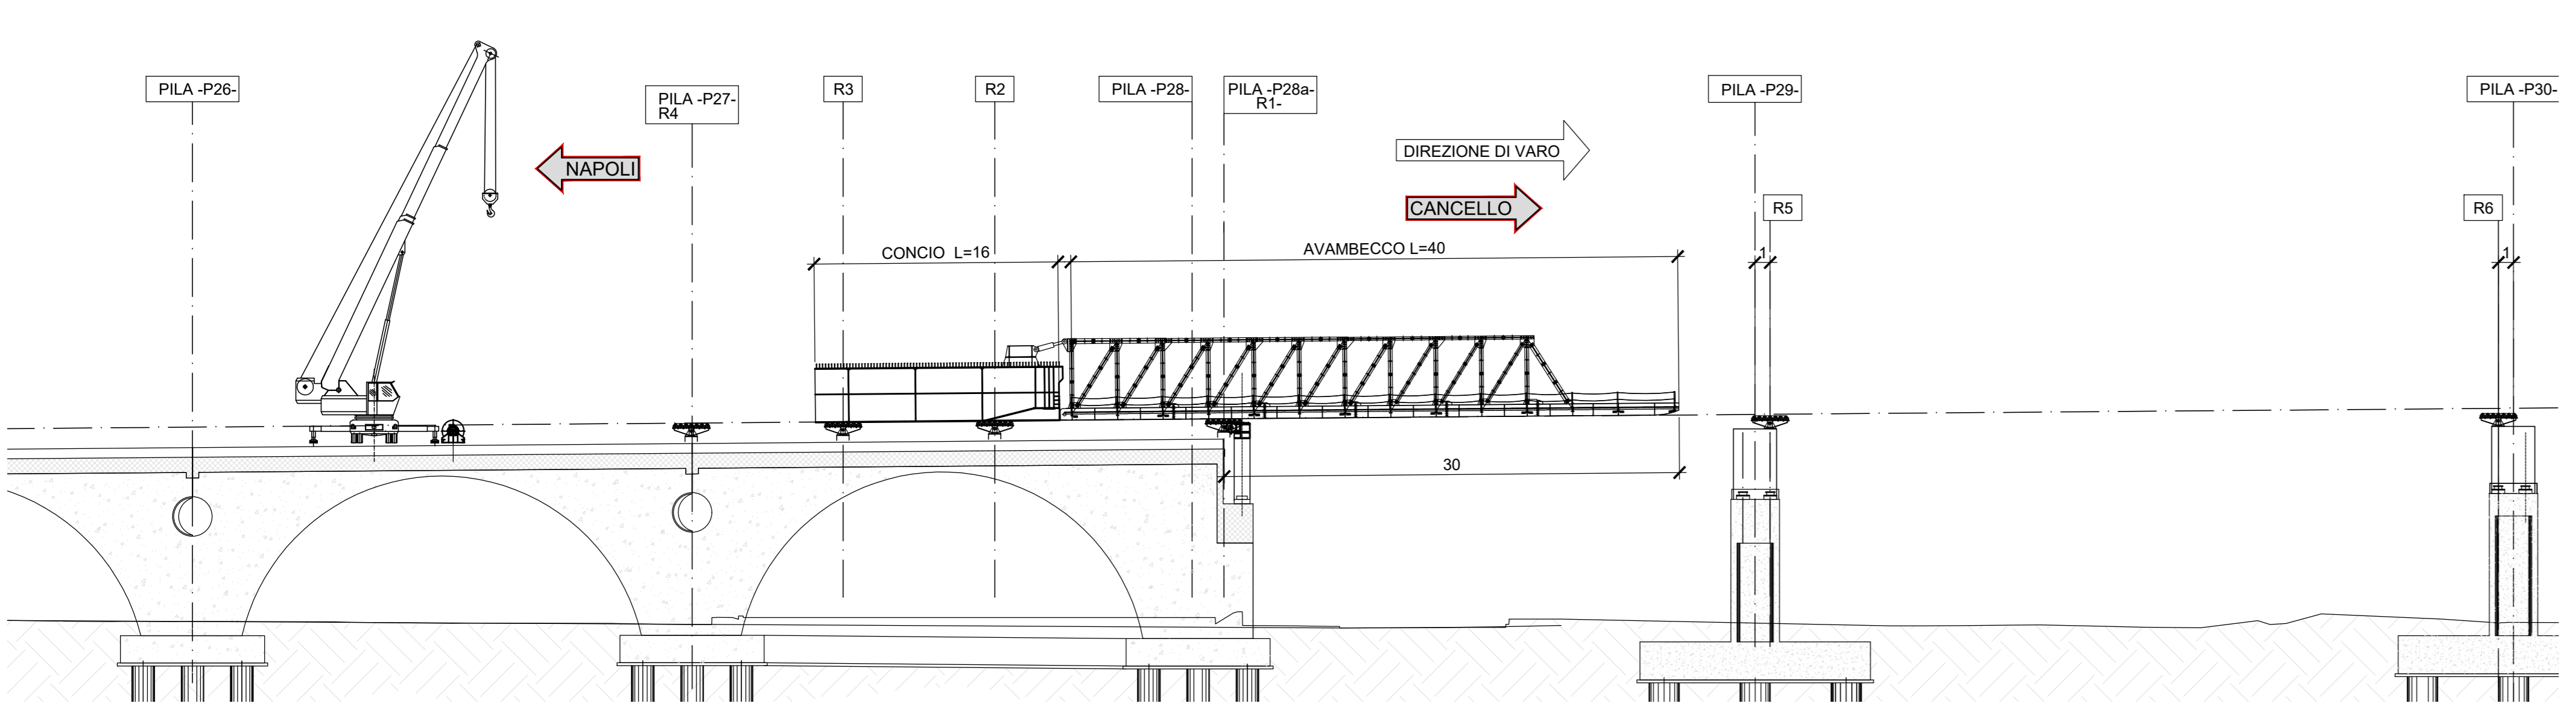 PILA -P26-
PILA -P27-
R4
R3
R2
PILA -P28-
PILA -P28a-
R1-
PILA -P29-
PILA -P30-
NAPOLI
DIREZIONE DI VARO
CANCELLO
R5
R6
CONCIO L=16
AVAMBECCO L=40
1
1
30